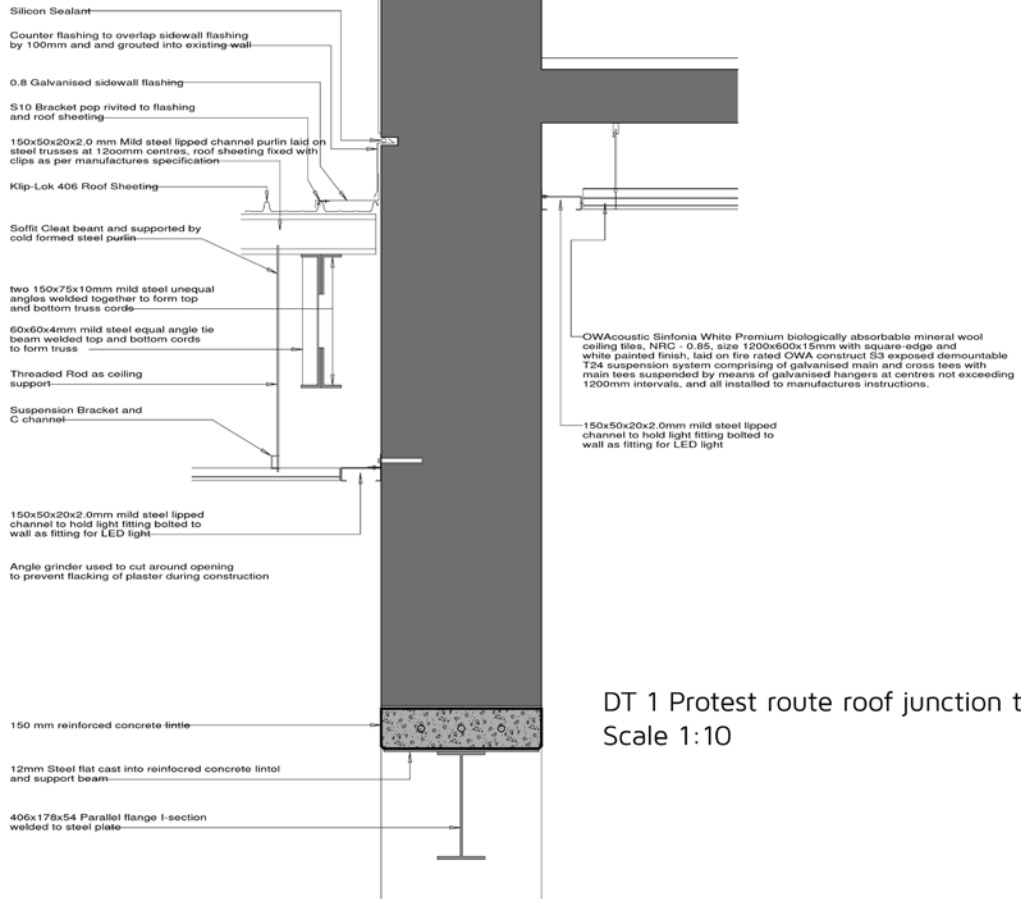 Silicon Sealant
Counter flashing to overlap sidewall flashing
by 100mm and and grouted into existing wall
0.8 Galvanised sidewall flashing
S10 Bracket pop rivited to flashing
and roof sheeting
150x50x20x2.0 mm Mild steel lipped channel purlin laid on
steel trusses at 12oomm centres, roof sheeting fixed with
clips as per manufactures specification
Klip-Lok 406 Roof Sheeting
Soffit Cleat beant and supported by
cold formed steel purlin
two 150x75x10mm mild steel unequal
angles welded together to form top
and bottom truss cords
60x60x4mm mild steel equal angle tie
beam welded top and bottom cords
to form truss
Threaded Rod as ceiling
support
Suspension Bracket and
C channel
150x50x20x2.0mm mild steel lipped
channel to hold light fitting bolted to
wall as fitting for LED light
Angle grinder used to cut around opening
to prevent flacking of plaster during construction
150 mm reinforced concrete lintle
12mm Steel flat cast into reinfocred concrete lintol
and support beam
406x178x54 Parallel flange I-section
welded to steel plate
OWAcoustic Sinfonia White Premium biologically absorbable mineral wool
ceiling tiles, NRC - 0.85, size 1200x600x15mm with square-edge and
white painted finish, laid on fire rated OWA construct S3 exposed demountable
T24 suspension system comprising of galvanised main and cross tees with
main tees suspended by means of galvanised hangers at centres not exceeding
1200mm intervals, and all installed to manufactures instructions.
150x50x20x2.0mm mild steel lipped
channel to hold light fitting bolted to
wall as fitting for LED light
DT 1 Protest route roof junction t
Scale 1:10